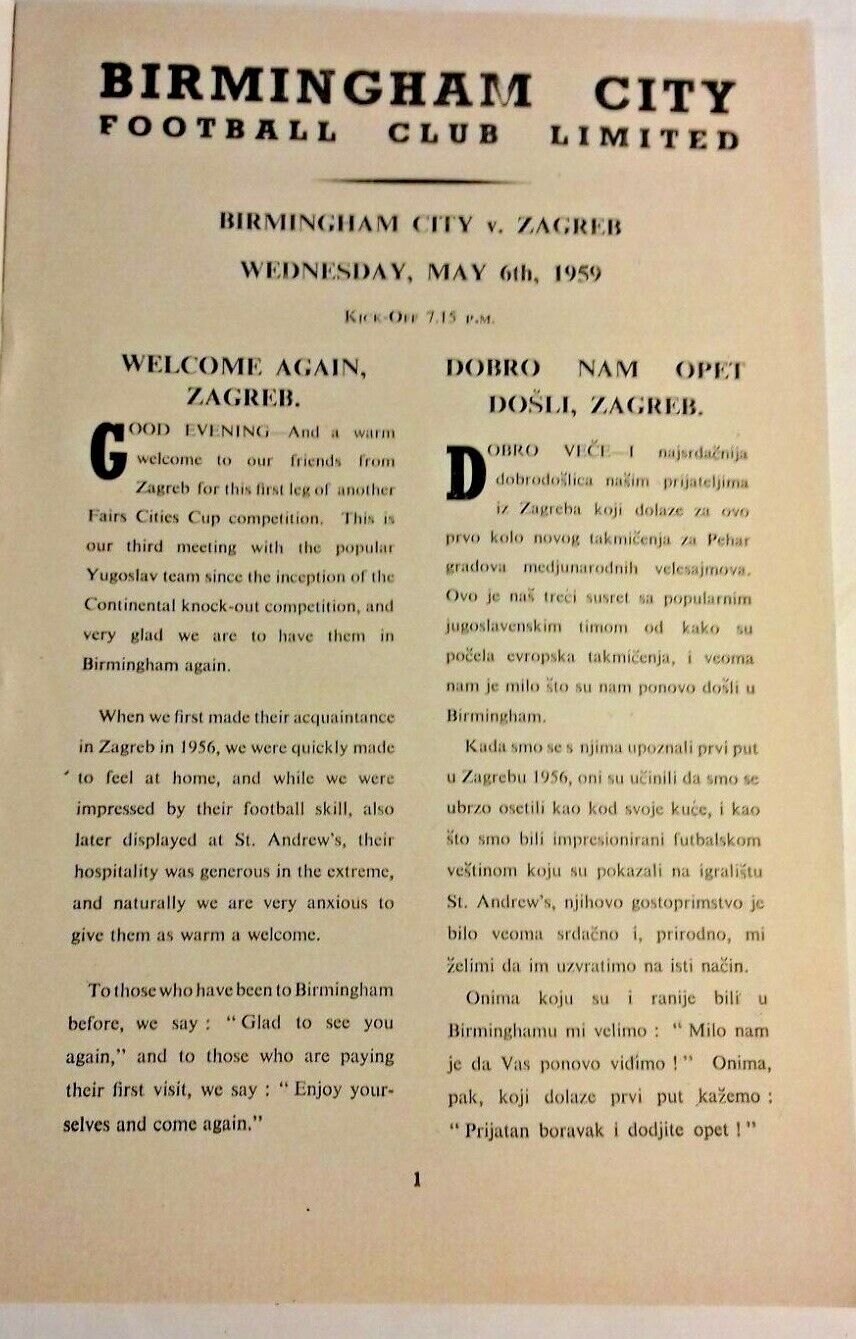 BIRMINGHAM CITY
FOOTBALL CLUB LIMITED
BIRMINGHAM CITY v. ZAGREB
WEDNESDAY, MAY 6th, 1959
KICK-OFF 7.15 P.M.
WELCOME AGAIN,
ZAGREB.
GOOD EVENING And a warm
welcome to our friends from
Zagreb for this first leg of another
Fairs Cities Cup competition. This is
our third meeting with the popular
Yugoslav team since the inception of the
Continental knock-out competition, and
very glad we are to have them in
Birmingham again.
When we first made their acquaintance
in Zagreb in 1956, we were quickly made
to feel at home, and while we were
impressed by their football skill, also
later displayed at St. Andrew's, their
hospitality was generous in the extreme,
and naturally we are very anxious to
give them as warm a welcome.
To those who have been to Birmingham
before, we say : “ Glad to see you
again,” and to those who are paying
their first visit, we say : “ Enjoy your-
selves and come again.”
DOBRO NAM OPET
DOŠLI, ZAGREB.
DOBRO VEČE I najsrdačnija
dobrodošlica našim prijateljima
iz Zagreba koji dolaze za ovo
prvo kolo novog takmičenja za Pehar
gradova medjunarodnih velesajmova.
Ovo je naš treći susret sa popularnim
jugoslavenskim timom od kako su
počela evropska takmičenja, i veoma
nam je milo što su nam ponovo došli u
Birmingham.
Kada smo se s njima upoznali prvi put
u Zagrebu 1956, oni su učinili da smo se
ubrzo osetili kao kod svoje kuće, i kao
što smo bili impresionirani futbalskom
veštinom koju su pokazali na igralištu
St. Andrew's, njihovo gostoprimstvo je
bilo veoma srdačno i, prirodno, mi
želimi da im uzvratimo na isti način.
Onima koju su i ranije bili u
Birminghamu mi velimo : “ Milo nam
je da Vas ponovo vidimo ! ” Onima,
pak, koji dolaze prvi put kažemo :
“ Prijatan boravak i dodjite opet ! ”
1